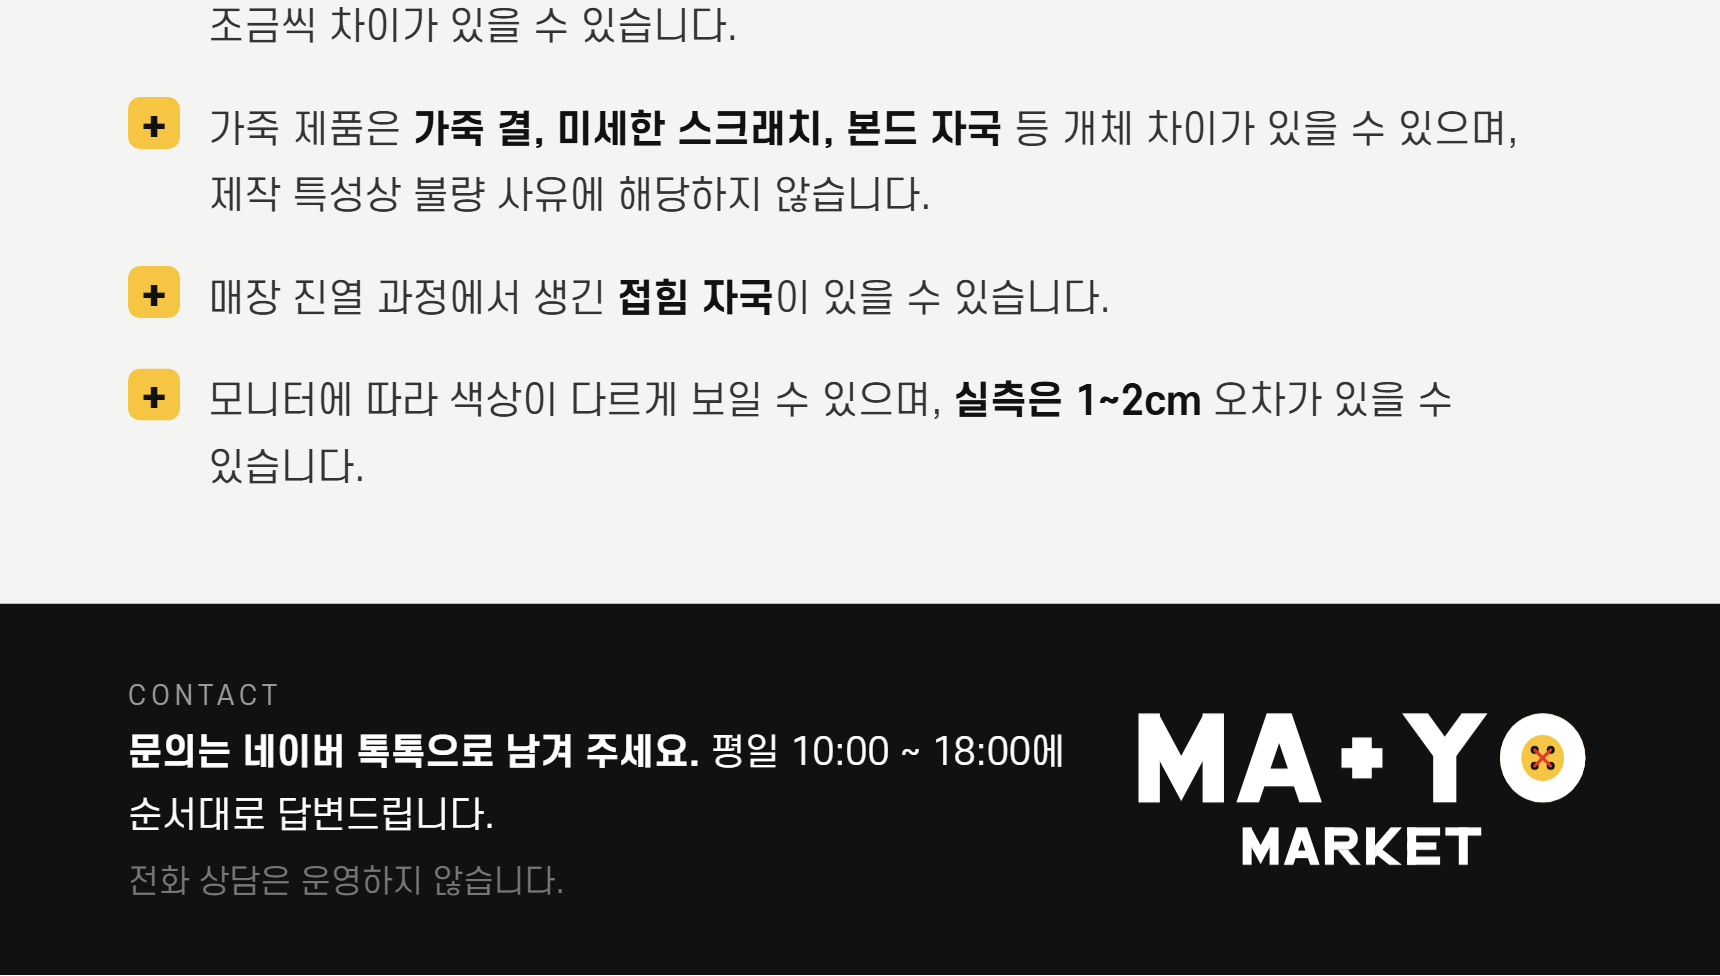 조금씩 차이가 있을 수 있습니다.
+ 가죽 제품은 가죽 결, 미세한 스크래치, 본드 자국 등 개체 차이가 있을 수 있으며,
제작 특성상 불량 사유에 해당하지 않습니다.
+ 매장 진열 과정에서 생긴 접힘 자국이 있을 수 있습니다.
+ 모니터에 따라 색상이 다르게 보일 수 있으며, 실측은 1~2cm 오차가 있을 수
있습니다.
CONTACT
문의는 네이버 톡톡으로 남겨 주세요. 평일 10:00 ~ 18:00에
순서대로 답변드립니다.
전화 상담은 운영하지 않습니다.
MA+YO
MARKET